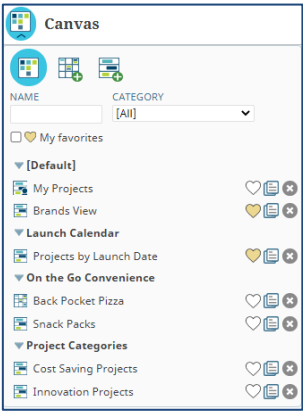 Canvas
NAME CATEGORY
[All]
My favorites
[Default]
My Projects
Brands View
Launch Calendar
Projects by Launch Date
On the Go Convenience
Back Pocket Pizza
Snack Packs
Project Categories
Cost Saving Projects
Innovation Projects